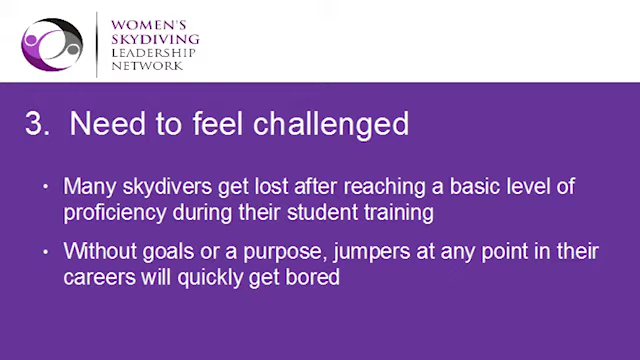 WOMEN'S
SKYDIVING
LEADERSHIP
NETWORK
3. Need to feel challenged
• Many skydivers get lost after reaching a basic level of
proficiency during their student training
• Without goals or a purpose, jumpers at any point in their
careers will quickly get bored